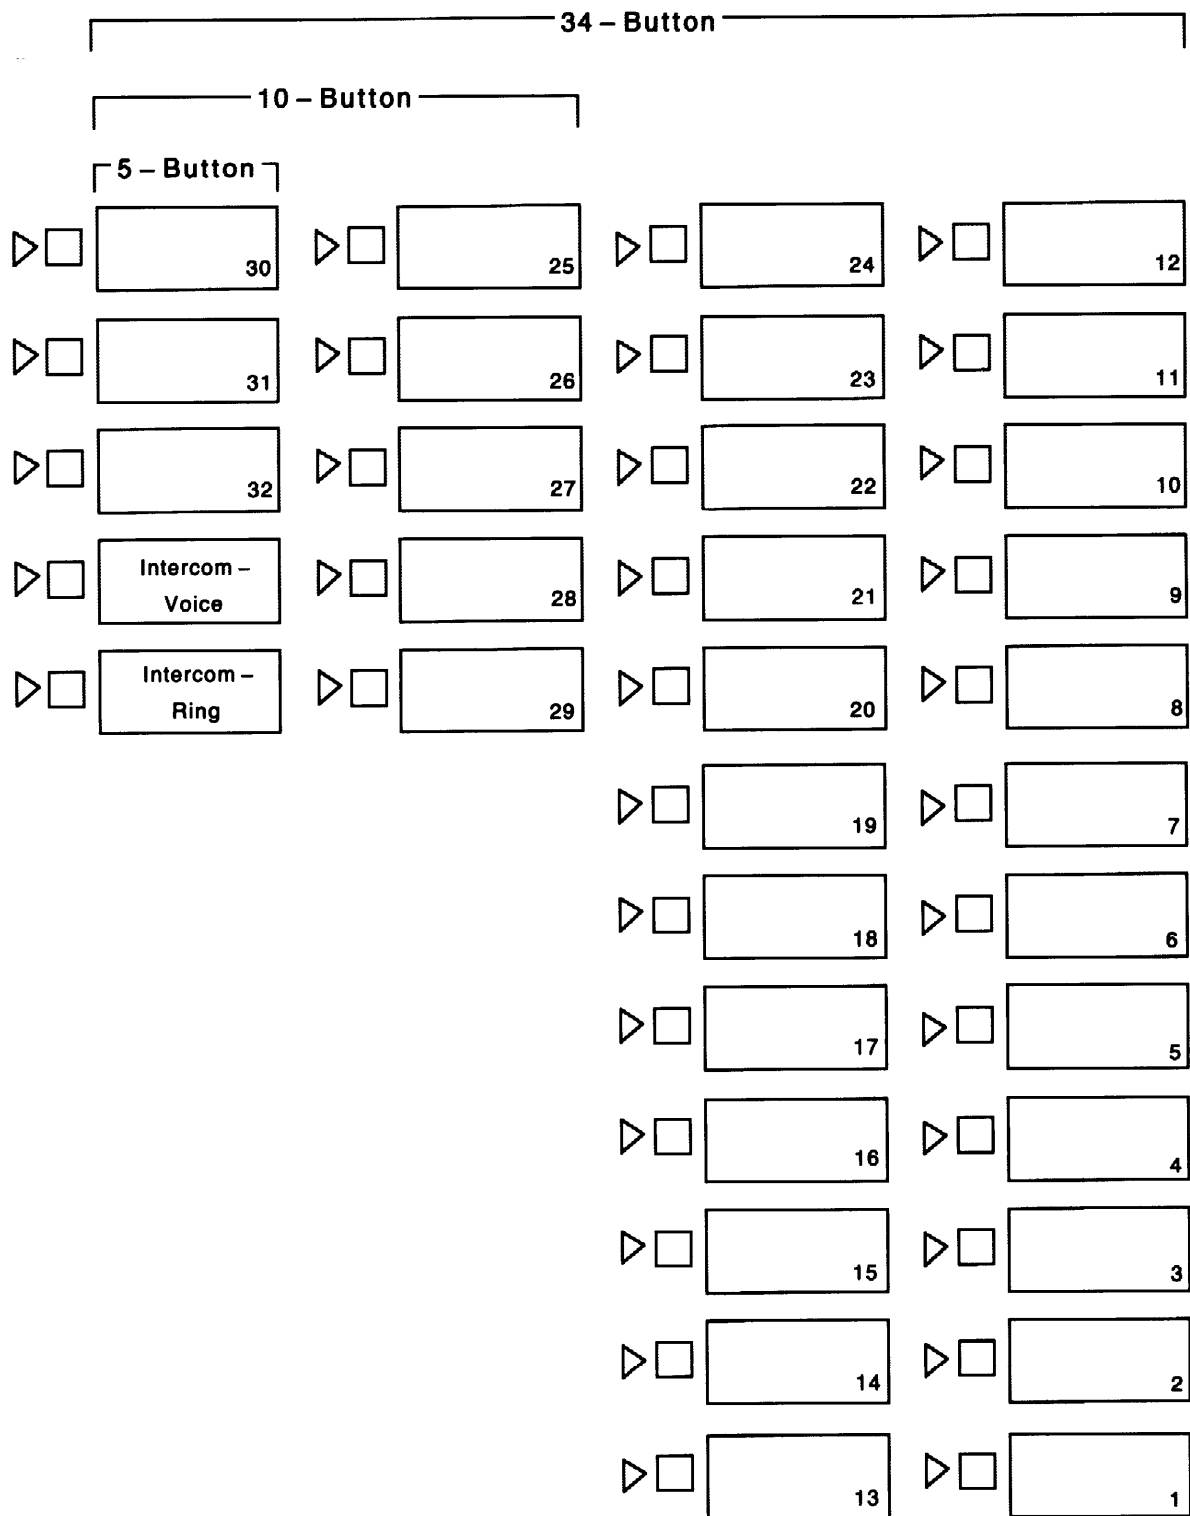 34 – Button
10 – Button
5 – Button
30 25 24 12
31 26 23 11
32 27 22 10
Intercom –
Voice
28 21 9
Intercom –
Ring
29 20 8
19 7
18 6
17 5
16 4
15 3
14 2
13 1